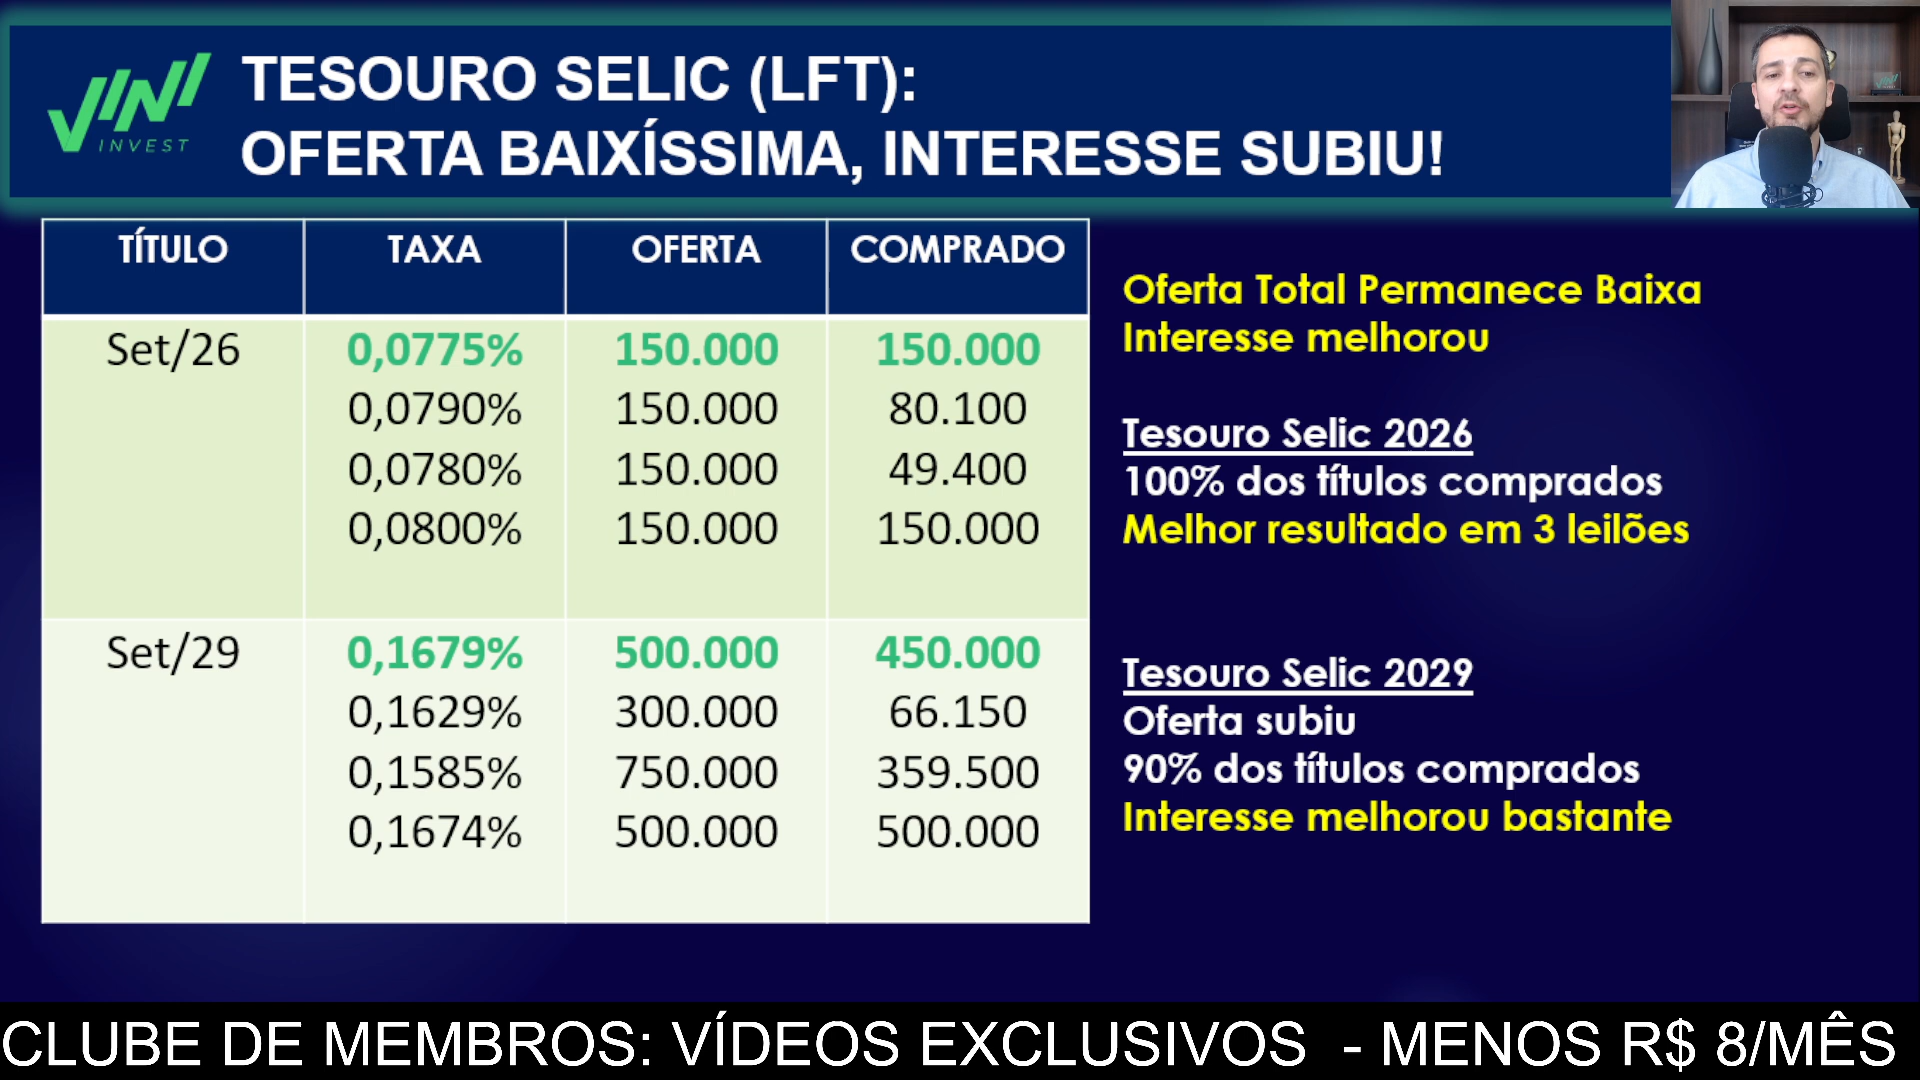 VINI
INVEST
TESOURO SELIC (LFT):
OFERTA BAIXÍSSIMA, INTERESSE SUBIU!
TÍTULO TAXA OFERTA COMPRADO
Set/26 0,0775% 150.000 150.000
0,0790% 150.000 80.100
0,0780% 150.000 49.400
0,0800% 150.000 150.000
Set/29 0,1679% 500.000 450.000
0,1629% 300.000 66.150
0,1585% 750.000 359.500
0,1674% 500.000 500.000
Oferta Total Permanece Baixa
Interesse melhorou
Tesouro Selic 2026
100% dos títulos comprados
Melhor resultado em 3 leilões
Tesouro Selic 2029
Oferta subiu
90% dos títulos comprados
Interesse melhorou bastante
CLUBE DE MEMBROS: VÍDEOS EXCLUSIVOS - MENOS R$ 8/MÊS